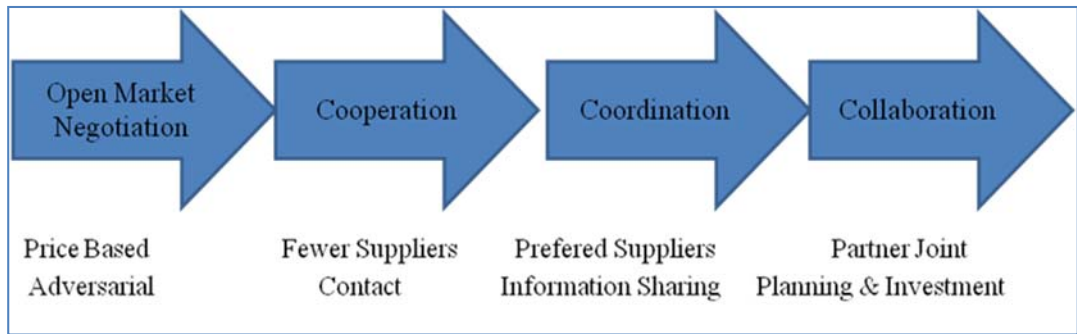 Open Market
Negotiation
Cooperation
Coordination
Collaboration
Price Based
Adversarial
Fewer Suppliers
Contact
Prefered Suppliers
Information Sharing
Partner Joint
Planning & Investment